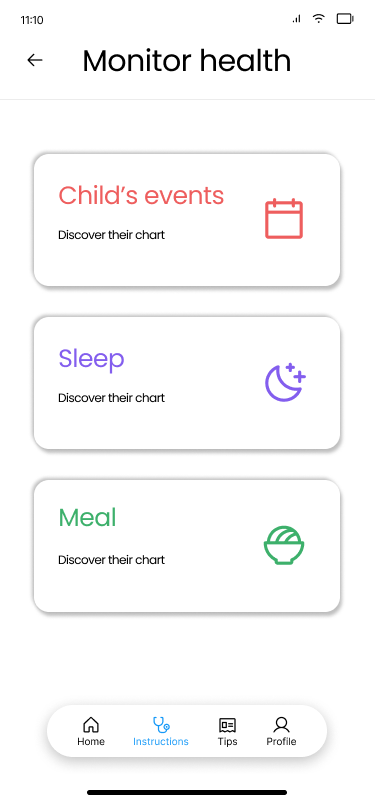 11:10
Monitor health
Child's events
Discover their chart
Sleep
Discover their chart
Meal
Discover their chart
Home Instructions Tips Profile